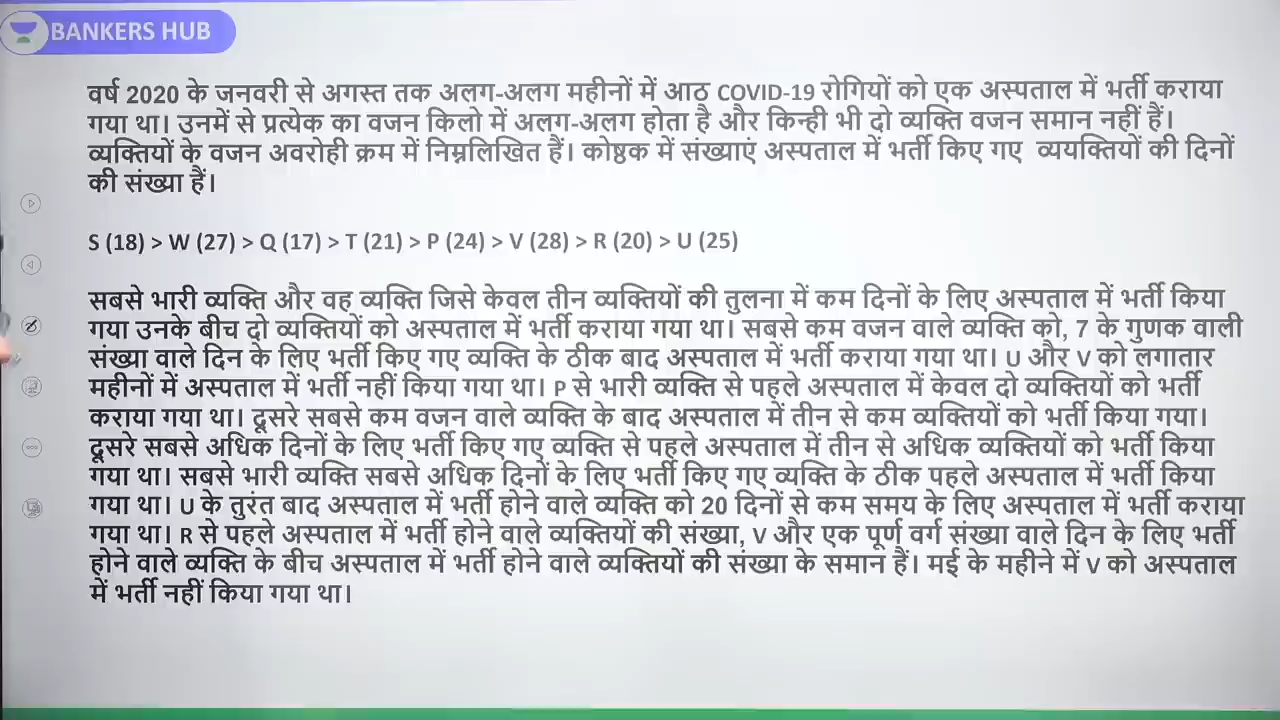 BANKERS HUB
वर्ष 2020 के जनवरी से अगस्त तक अलग-अलग महीनों में आठ COVID-19 रोगियों को एक अस्पताल में भर्ती कराया
गया था। उनमें से प्रत्येक का वजन किलो में अलग-अलग होता है और किन्ही भी दो व्यक्ति वजन समान नहीं हैं।
व्यक्तियों के वजन अवरोही क्रम में निम्नलिखित हैं। कोष्ठक में संख्याएं अस्पताल में भर्ती किए गए व्ययक्तियों की दिनों
की संख्या हैं।
S (18) > W (27) > Q (17) > T (21) > P (24) > V (28) > R (20) > U (25)
सबसे भारी व्यक्ति और वह व्यक्ति जिसे केवल तीन व्यक्तियों की तुलना में कम दिनों के लिए अस्पताल में भर्ती किया
गया उनके बीच दो व्यक्तियों को अस्पताल में भर्ती कराया गया था। सबसे कम वजन वाले व्यक्ति को, 7 के गुणक वाली
संख्या वाले दिन के लिए भर्ती किए गए व्यक्ति के ठीक बाद अस्पताल में भर्ती कराया गया था। U और V को लगातार
महीनों में अस्पताल में भर्ती नहीं किया गया था। P से भारी व्यक्ति से पहले अस्पताल में केवल दो व्यक्तियों को भर्ती
कराया गया था। दूसरे सबसे कम वजन वाले व्यक्ति के बाद अस्पताल में तीन से कम व्यक्तियों को भर्ती किया गया।
दूसरे सबसे अधिक दिनों के लिए भर्ती किए गए व्यक्ति से पहले अस्पताल में तीन से अधिक व्यक्तियों को भर्ती किया
गया था। सबसे भारी व्यक्ति सबसे अधिक दिनों के लिए भर्ती किए गए व्यक्ति के ठीक पहले अस्पताल में भर्ती किया
गया था। U के तुरंत बाद अस्पताल में भर्ती होने वाले व्यक्ति को 20 दिनों से कम समय के लिए अस्पताल में भर्ती कराया
गया था। R से पहले अस्पताल में भर्ती होने वाले व्यक्तियों की संख्या, V और एक पूर्ण वर्ग संख्या वाले दिन के लिए भर्ती
होने वाले व्यक्ति के बीच अस्पताल में भर्ती होने वाले व्यक्तियों की संख्या के समान हैं। मई के महीने में V को अस्पताल
में भर्ती नहीं किया गया था।